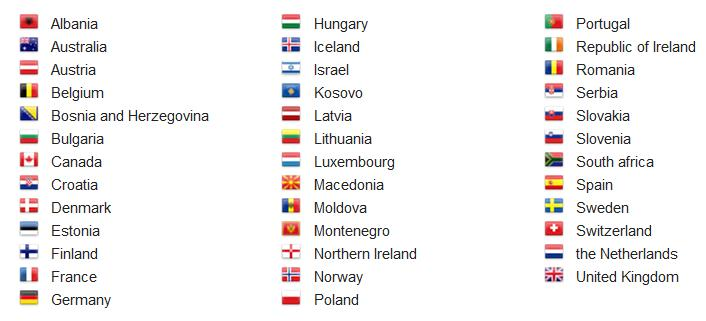 Albania
Australia
Austria
Belgium
Bosnia and Herzegovina
Bulgaria
Canada
Croatia
Denmark
Estonia
Finland
France
Germany
Hungary
Iceland
Israel
Kosovo
Latvia
Lithuania
Luxembourg
Macedonia
Moldova
Montenegro
Northern Ireland
Norway
Poland
Portugal
Republic of Ireland
Romania
Serbia
Slovakia
Slovenia
South africa
Spain
Sweden
Switzerland
the Netherlands
United Kingdom